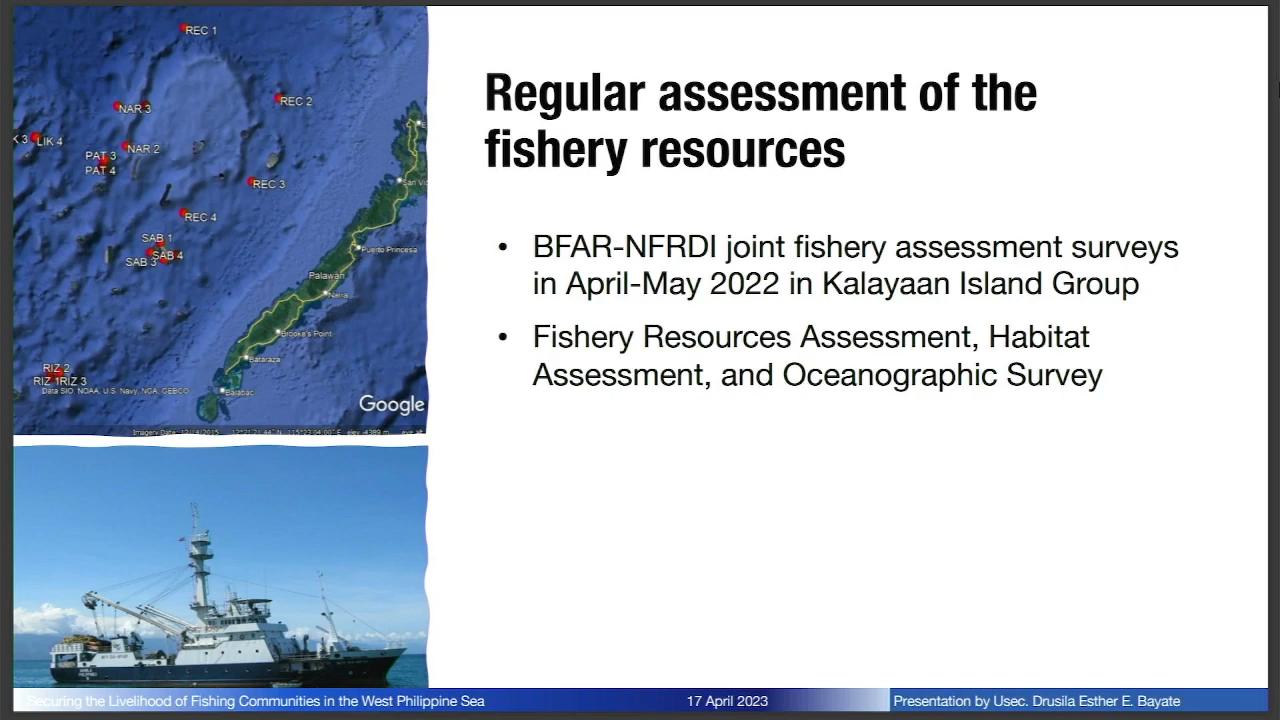 Regular assessment of the
fishery resources
• BFAR-NFRDI joint fishery assessment surveys
in April-May 2022 in Kalayaan Island Group
• Fishery Resources Assessment, Habitat
Assessment, and Oceanographic Survey
REC 1
REC 2
NAR 3
K 3
LIK 4
NAR 2
PAT 3
PAT 4
REC 3
San Vic
REC 4
SAB 1
SAB 3
SAB 4
Puerto Princesa
Palawan
Narra
Brooke's Point
Bataraza
RIZ 2
RIZ 1
RIZ 3
Balabac
Data SIO, NOAA, U.S. Navy, NGA, GEBCO
Google
Securing the Livelihood of Fishing Communities in the West Philippine Sea
17 April 2023
Presentation by Usec. Drusila Esther E. Bayate